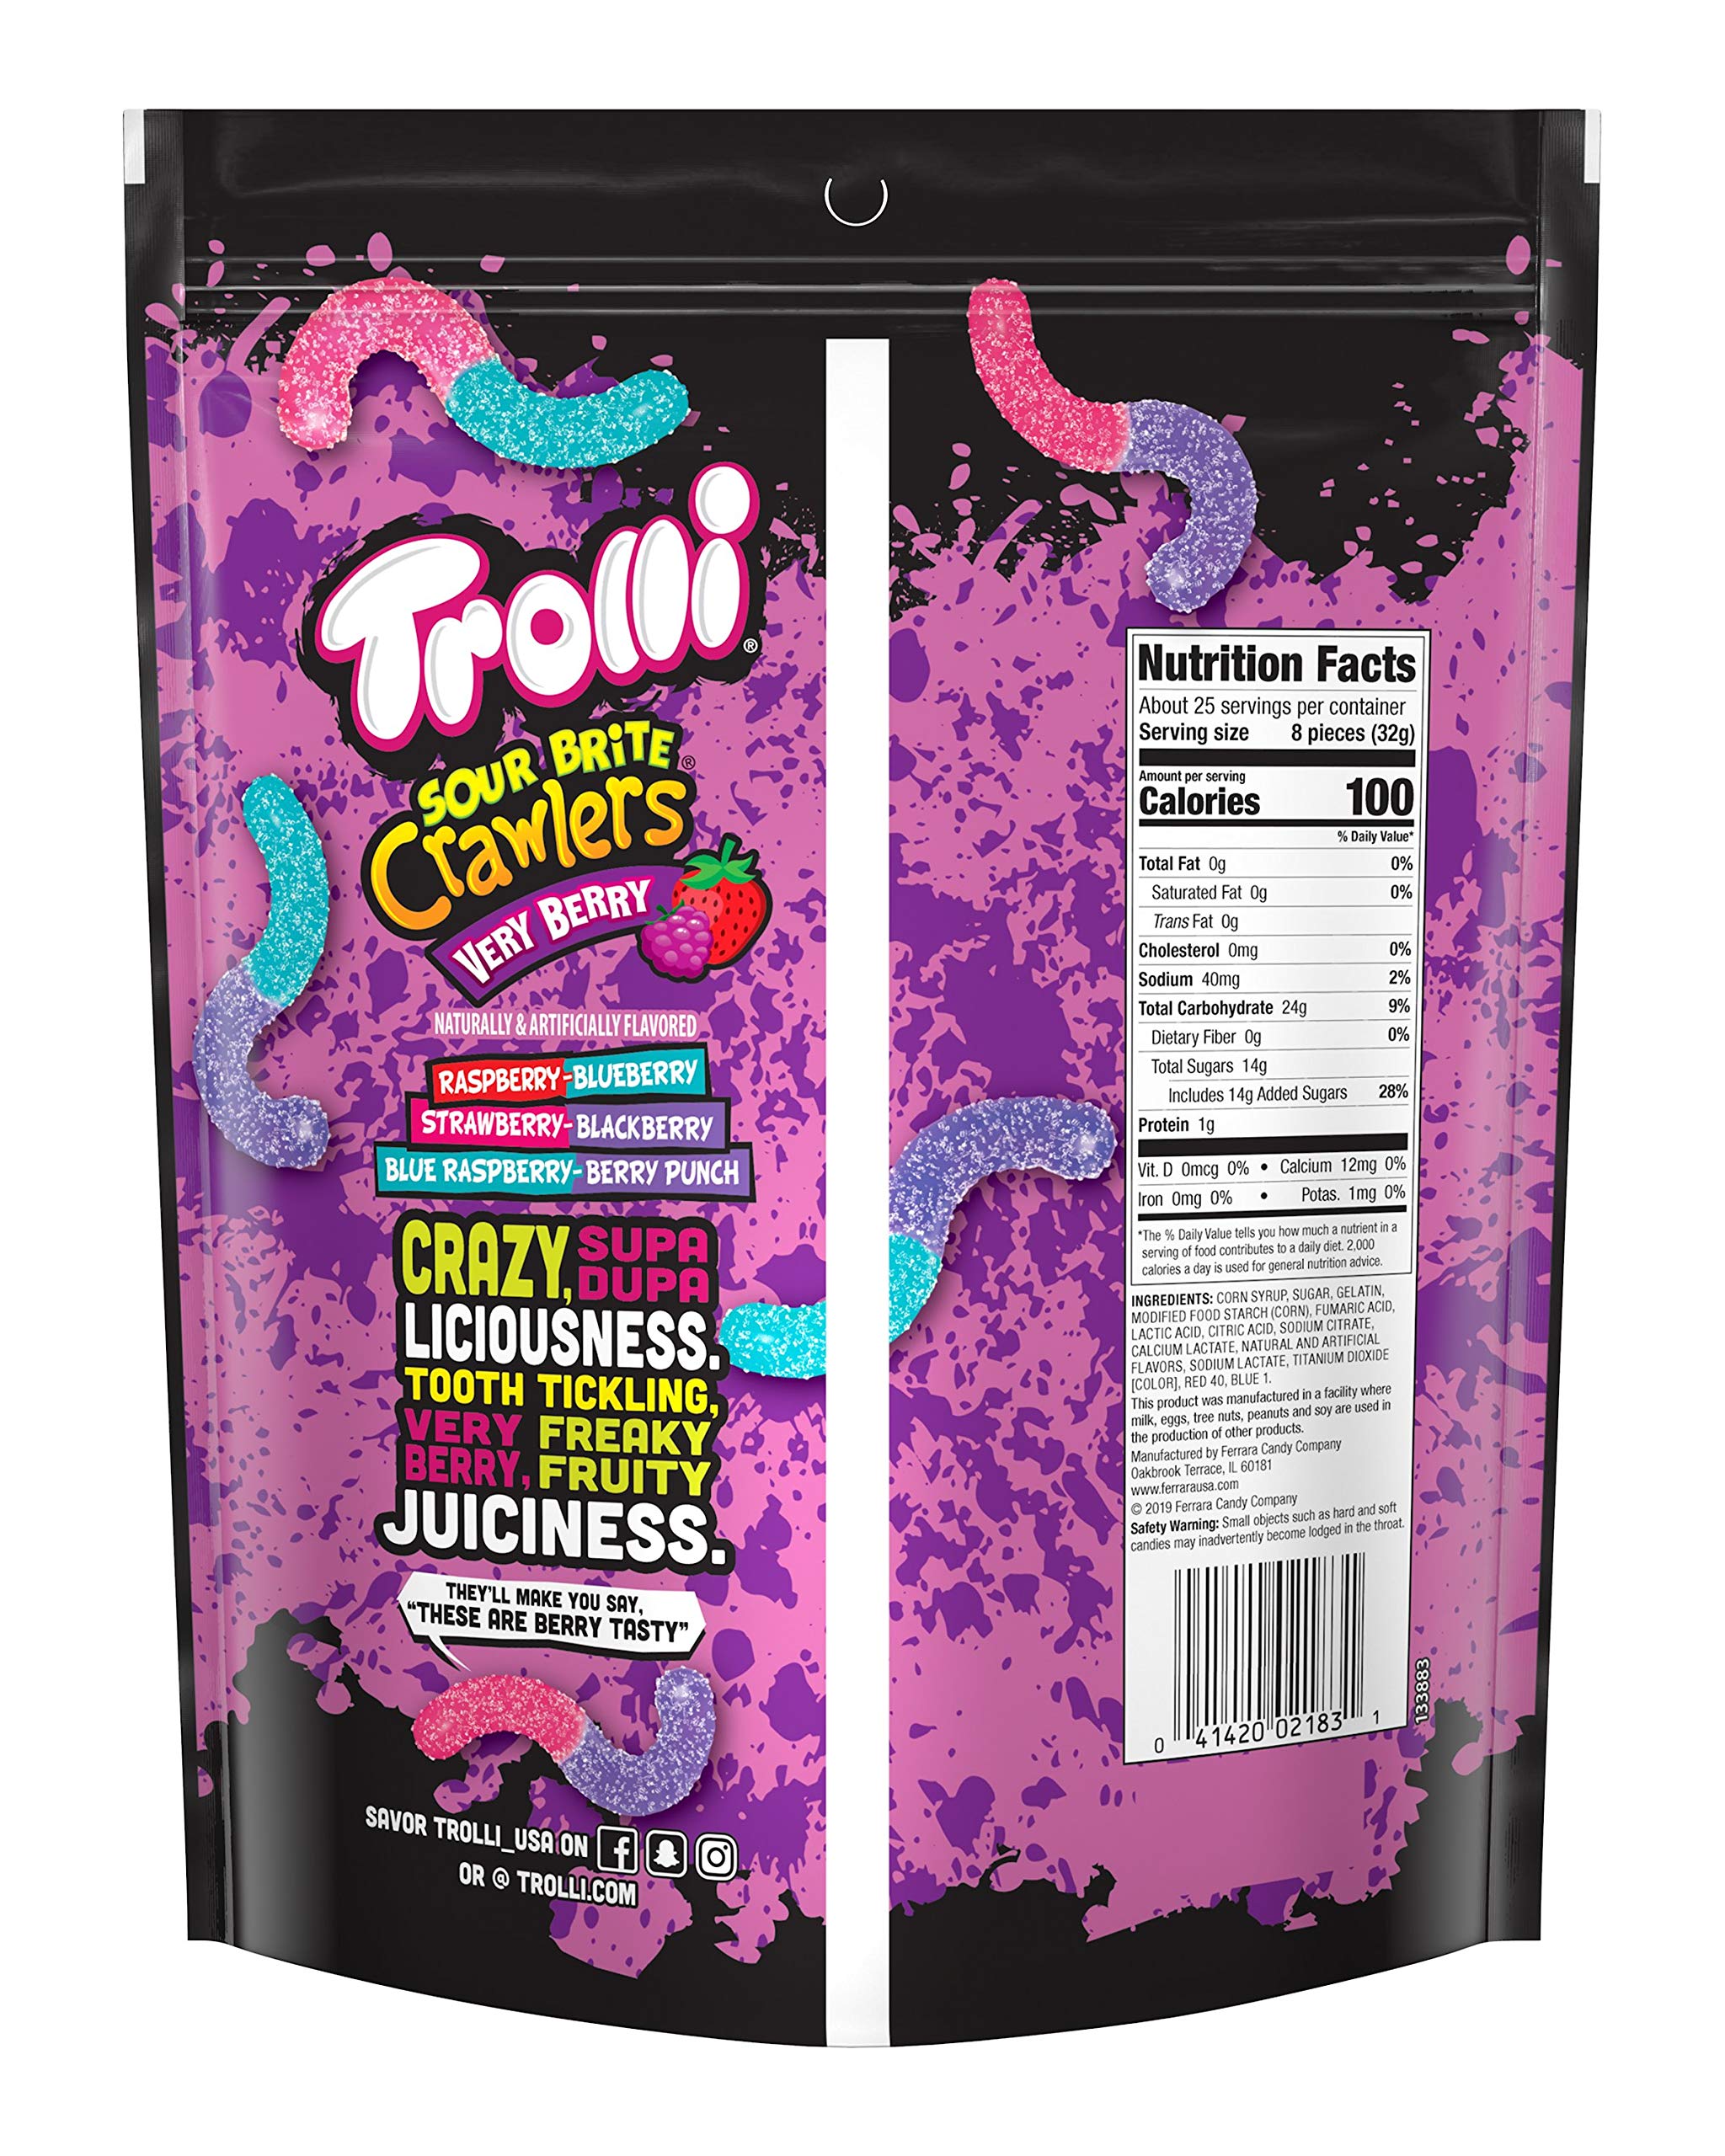 Trolli®
SOUR BRiTE®
Crawlers
VERY BERRY
NATURALLY & ARTIFICIALLY FLAVORED
RASPBERRY-BLUEBERRY
STRAWBERRY-BLACKBERRY
BLUE RASPBERRY-BERRY PUNCH
CRAZY, SUPA DUPA
LICIOUSNESS.
TOOTH TICKLING,
VERY BERRY, FREAKY FRUITY
JUICINESS.
THEY'LL MAKE YOU SAY,
"THESE ARE BERRY TASTY"
SAVOR TROLLI_USA ON
OR @ TROLLI.COM
Nutrition Facts
About 25 servings per container
Serving size 8 pieces (32g)
Amount per serving
Calories 100
% Daily Value*
Total Fat 0g 0%
Saturated Fat 0g 0%
Trans Fat 0g
Cholesterol 0mg 0%
Sodium 40mg 2%
Total Carbohydrate 24g 9%
Dietary Fiber 0g 0%
Total Sugars 14g
Includes 14g Added Sugars 28%
Protein 1g
Vit. D 0mcg 0% • Calcium 12mg 0%
Iron 0mg 0% • Potas. 1mg 0%
*The % Daily Value tells you how much a nutrient in a
serving of food contributes to a daily diet. 2,000
calories a day is used for general nutrition advice.
INGREDIENTS: CORN SYRUP, SUGAR, GELATIN,
MODIFIED FOOD STARCH (CORN), FUMARIC ACID,
LACTIC ACID, CITRIC ACID, SODIUM CITRATE,
CALCIUM LACTATE, NATURAL AND ARTIFICIAL
FLAVORS, SODIUM LACTATE, TITANIUM DIOXIDE
[COLOR], RED 40, BLUE 1.
This product was manufactured in a facility where
milk, eggs, tree nuts, peanuts and soy are used in
the production of other products.
Manufactured by Ferrara Candy Company
Oakbrook Terrace, IL 60181
www.ferrarausa.com
© 2019 Ferrara Candy Company
Safety Warning: Small objects such as hard and soft
candies may inadvertently become lodged in the throat.
0 41420 02183 1
133883